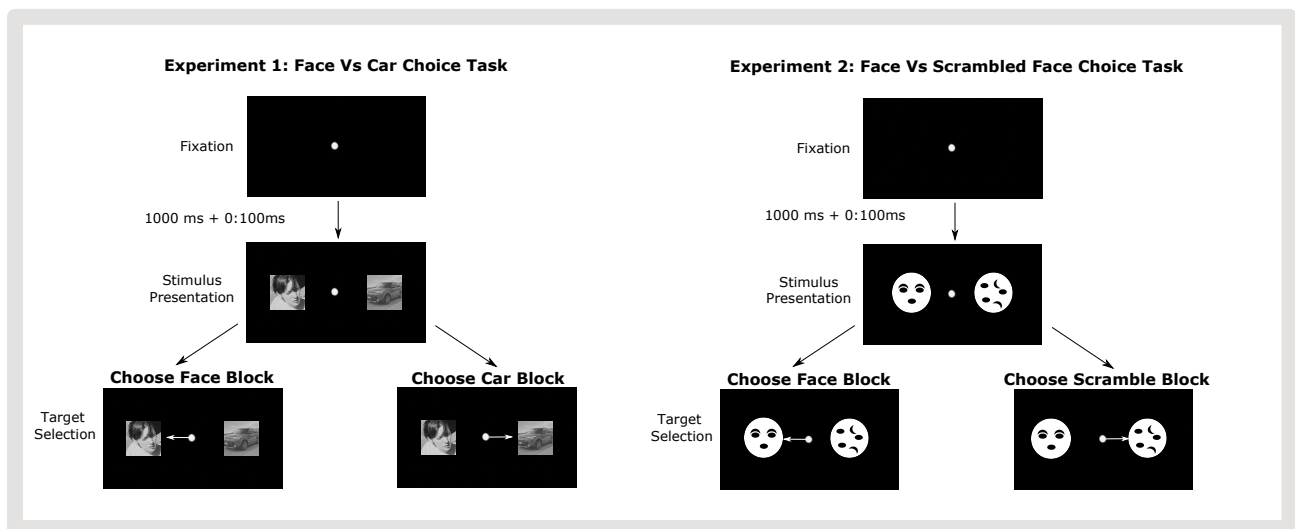 Experiment 1: Face Vs Car Choice Task
Fixation
1000 ms + 0:100ms
Stimulus
Presentation
Choose Face Block
Choose Car Block
Target
Selection
Experiment 2: Face Vs Scrambled Face Choice Task
Fixation
1000 ms + 0:100ms
Stimulus
Presentation
Choose Face Block
Choose Scramble Block
Target
Selection